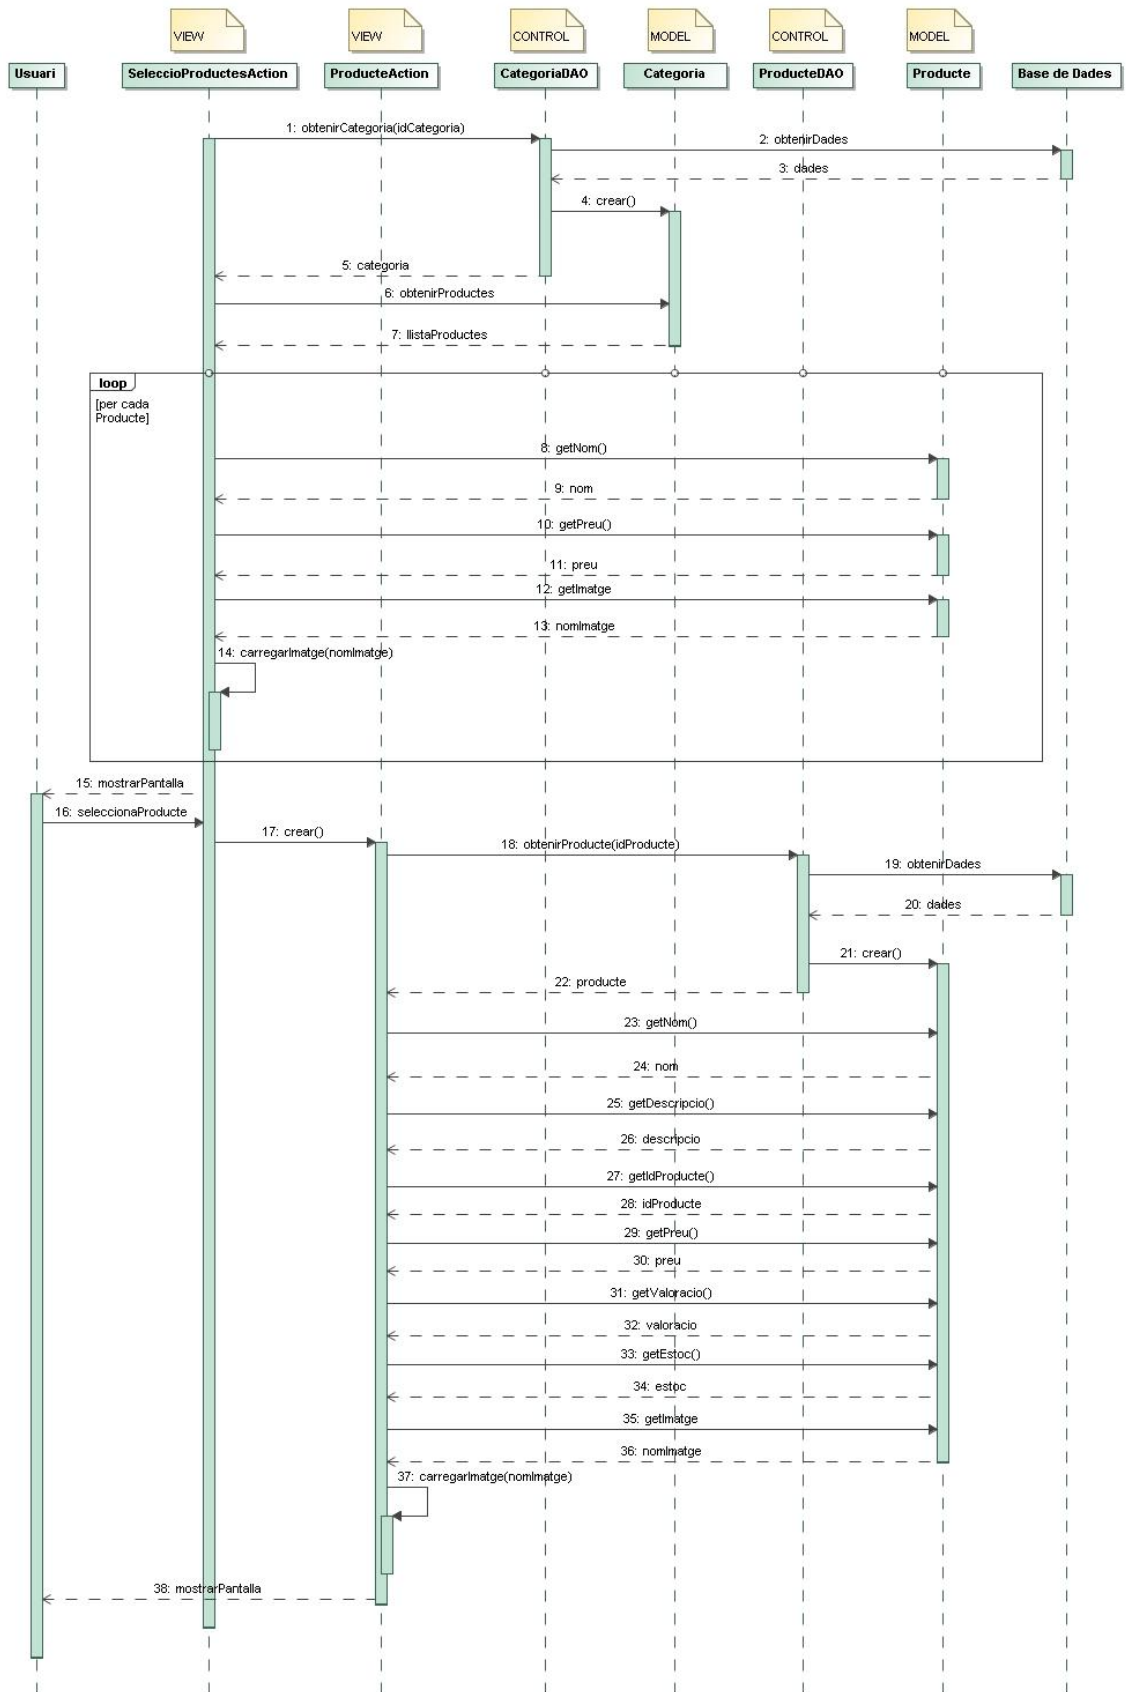 VIEW
VIEW
CONTROL
MODEL
CONTROL
MODEL
Usuari
SeleccioProductesAction
ProducteAction
CategoriaDAO
Categoria
ProducteDAO
Producte
Base de Dades
1: obtenirCategoria(idCategoria)
2: obtenirDades
3: dades
4: crear()
5: categoria
6: obtenirProductes
7: llistaProductes
loop
[per cada
Producte]
8: getNom()
9: nom
10: getPreu()
11: preu
12: getImatge
13: nomImatge
14: carregarImatge(nomImatge)
15: mostrarPantalla
16: seleccionaProducte
17: crear()
18: obtenirProducte(idProducte)
19: obtenirDades
20: dades
21: crear()
22: producte
23: getNom()
24: nom
25: getDescripcio()
26: descripcio
27: getIdProducte()
28: idProducte
29: getPreu()
30: preu
31: getValoracio()
32: valoracio
33: getEstoc()
34: estoc
35: getImatge
36: nomImatge
37: carregarImatge(nomImatge)
38: mostrarPantalla